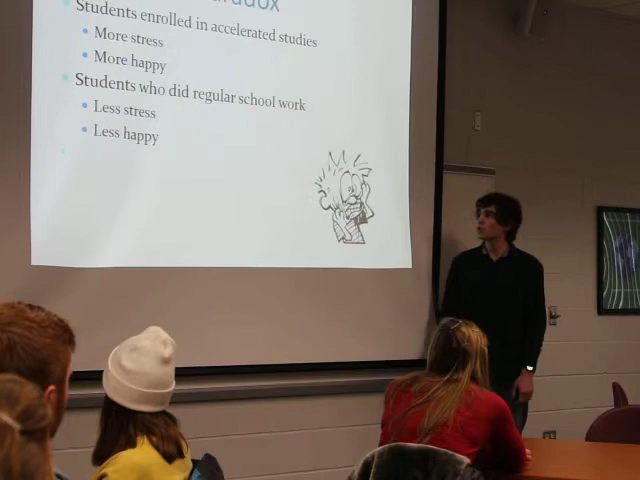 Students enrolled in accelerated studies
More stress
More happy
Students who did regular school work
Less stress
Less happy